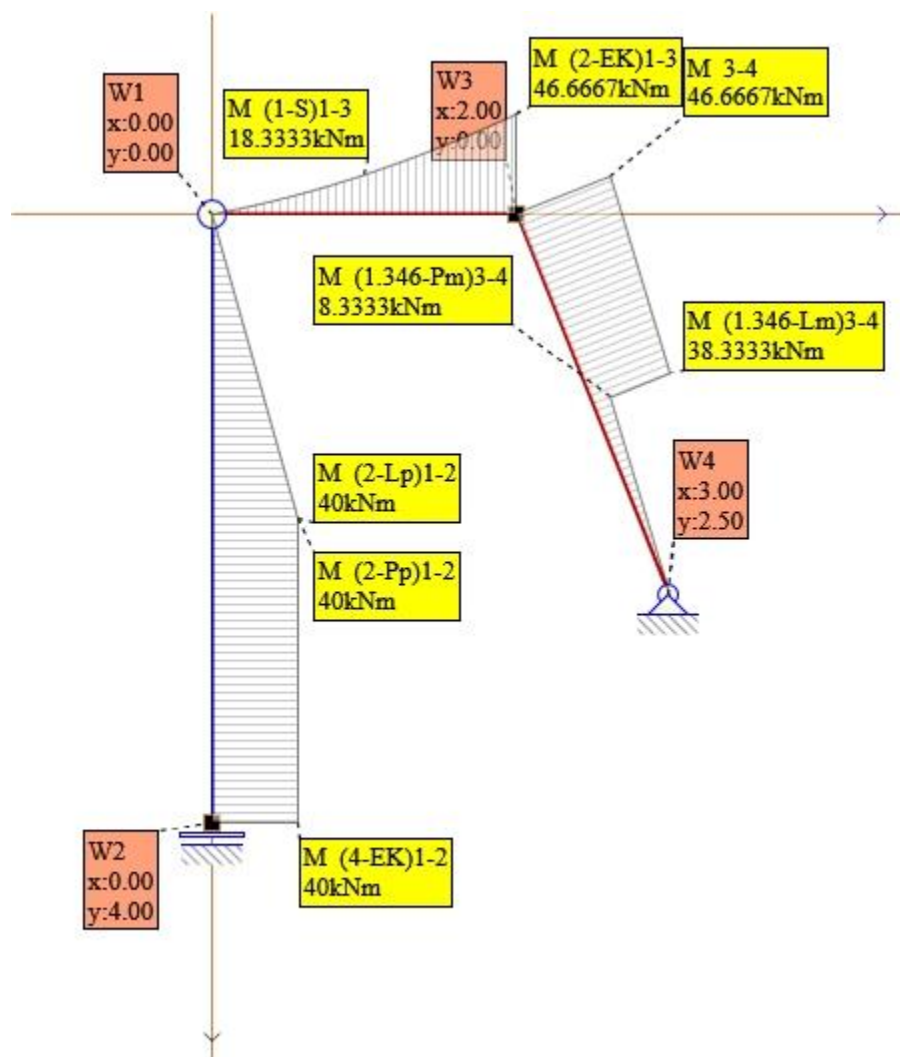 W1
x:0.00
y:0.00
M (1-S)1-3
18.3333kNm
W3
x:2.00
y:0.00
M (2-EK)1-3
46.6667kNm
M 3-4
46.6667kNm
M (1.346-Pm)3-4
8.3333kNm
M (1.346-Lm)3-4
38.3333kNm
M (2-Lp)1-2
40kNm
W4
x:3.00
y:2.50
M (2-Pp)1-2
40kNm
W2
x:0.00
y:4.00
M (4-EK)1-2
40kNm